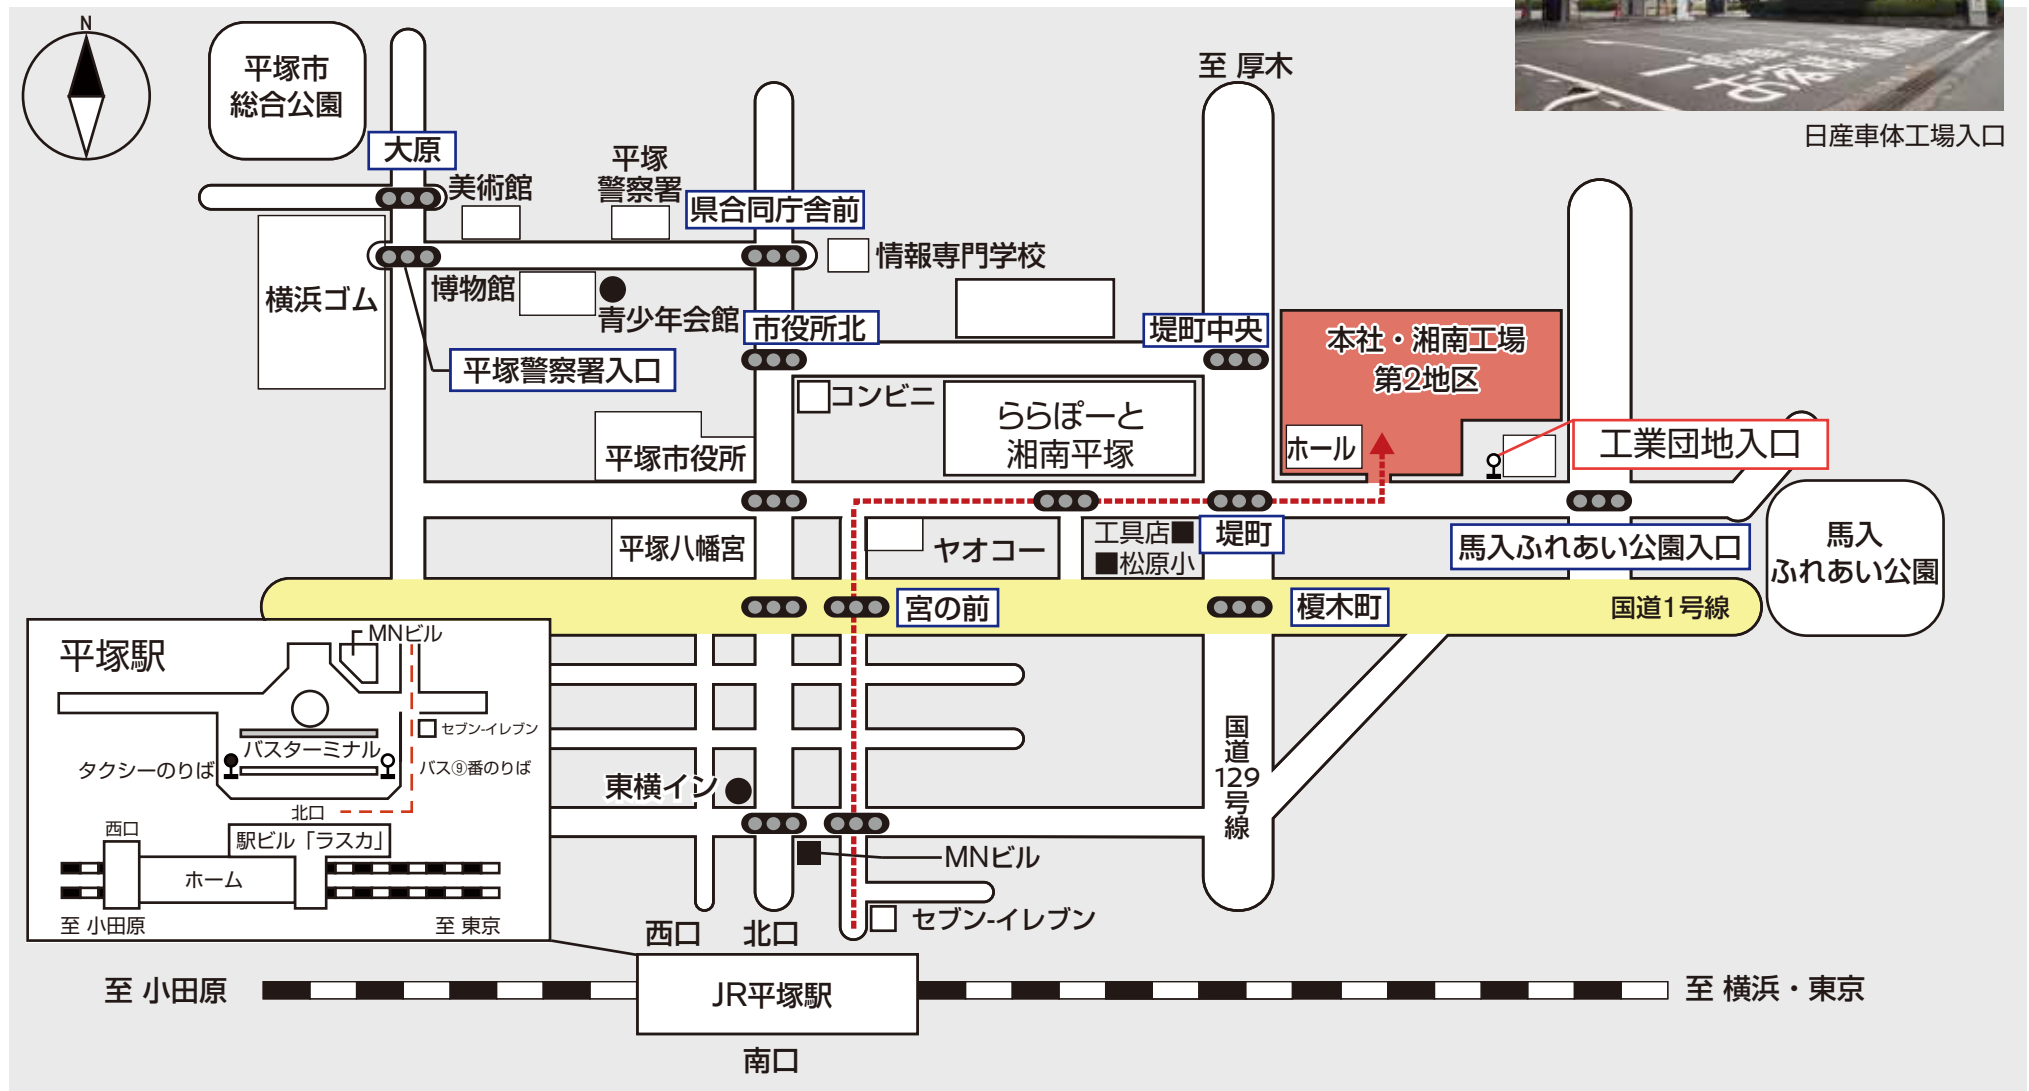 N
平塚市
総合公園
大原
美術館
平塚
警察署
県合同庁舎前
至 厚木
日産車体工場入口
情報専門学校
横浜ゴム
博物館
青少年会館
市役所北
堤町中央
本社・湘南工場
第2地区
平塚警察署入口
コンビニ
ららぽーと
湘南平塚
平塚市役所
ホール
工業団地入口
平塚八幡宮
ヤオコー
工具店■
■松原小
堤町
馬入ふれあい公園入口
馬入
ふれあい公園
宮の前
榎木町
国道1号線
平塚駅
MNビル
セブン-イレブン
バスターミナル
タクシーのりば
バス⑨番のりば
北口
西口
駅ビル「ラスカ」
ホーム
至 小田原
至 東京
東横イン
国道129号線
MNビル
セブン-イレブン
西口
北口
至 小田原
JR平塚駅
至 横浜・東京
南口